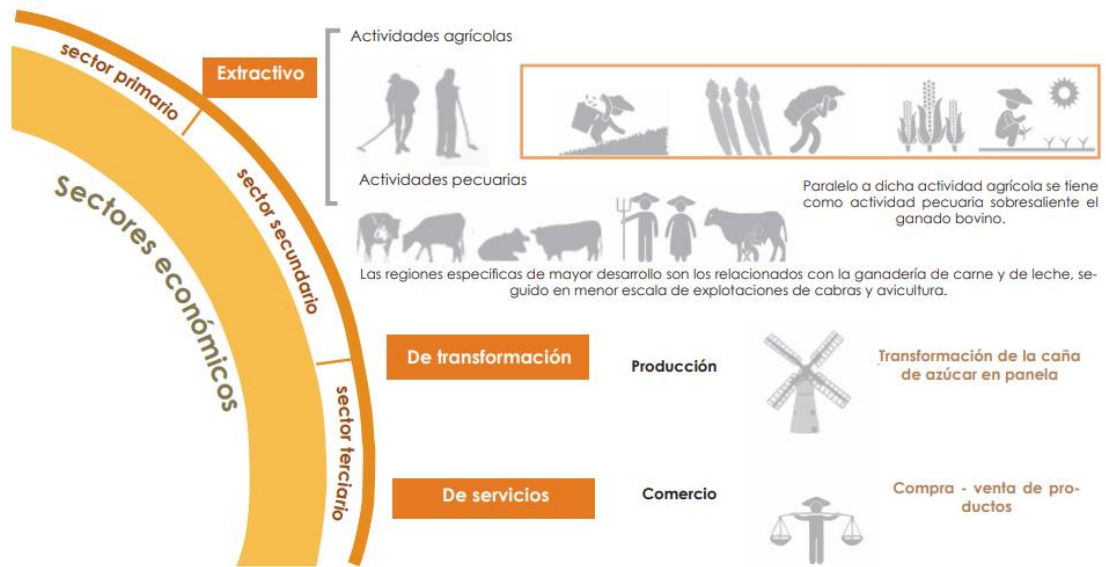 Sectores económicos
sector primario
sector secundario
sector terciario
Extractivo
Actividades agrícolas
Actividades pecuarias
Paralelo a dicha actividad agrícola se tiene
como actividad pecuaria sobresaliente el
ganado bovino.
Las regiones específicas de mayor desarrollo son los relacionados con la ganadería de carne y de leche, se-
guido en menor escala de explotaciones de cabras y avicultura.
De transformación
Producción
Transformación de la caña
de azúcar en panela
De servicios
Comercio
Compra - venta de pro-
ductos